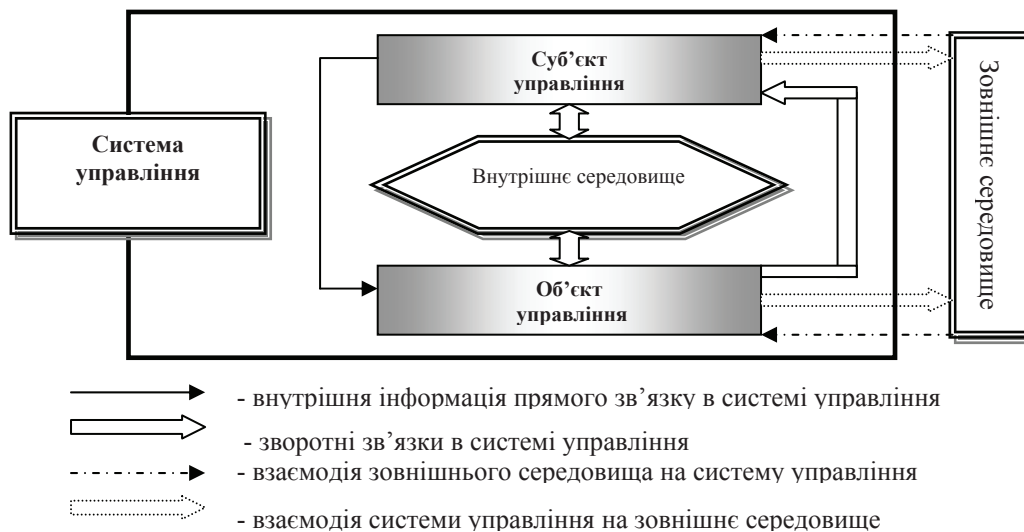 Суб’єкт
управління
Система
управління
Внутрішнє середовище
Зовнішнє середовище
Об’єкт
управління
- внутрішня інформація прямого зв’язку в системі управління
- зворотні зв’язки в системі управління
- взаємодія зовнішнього середовища на систему управління
- взаємодія системи управління на зовнішнє середовище